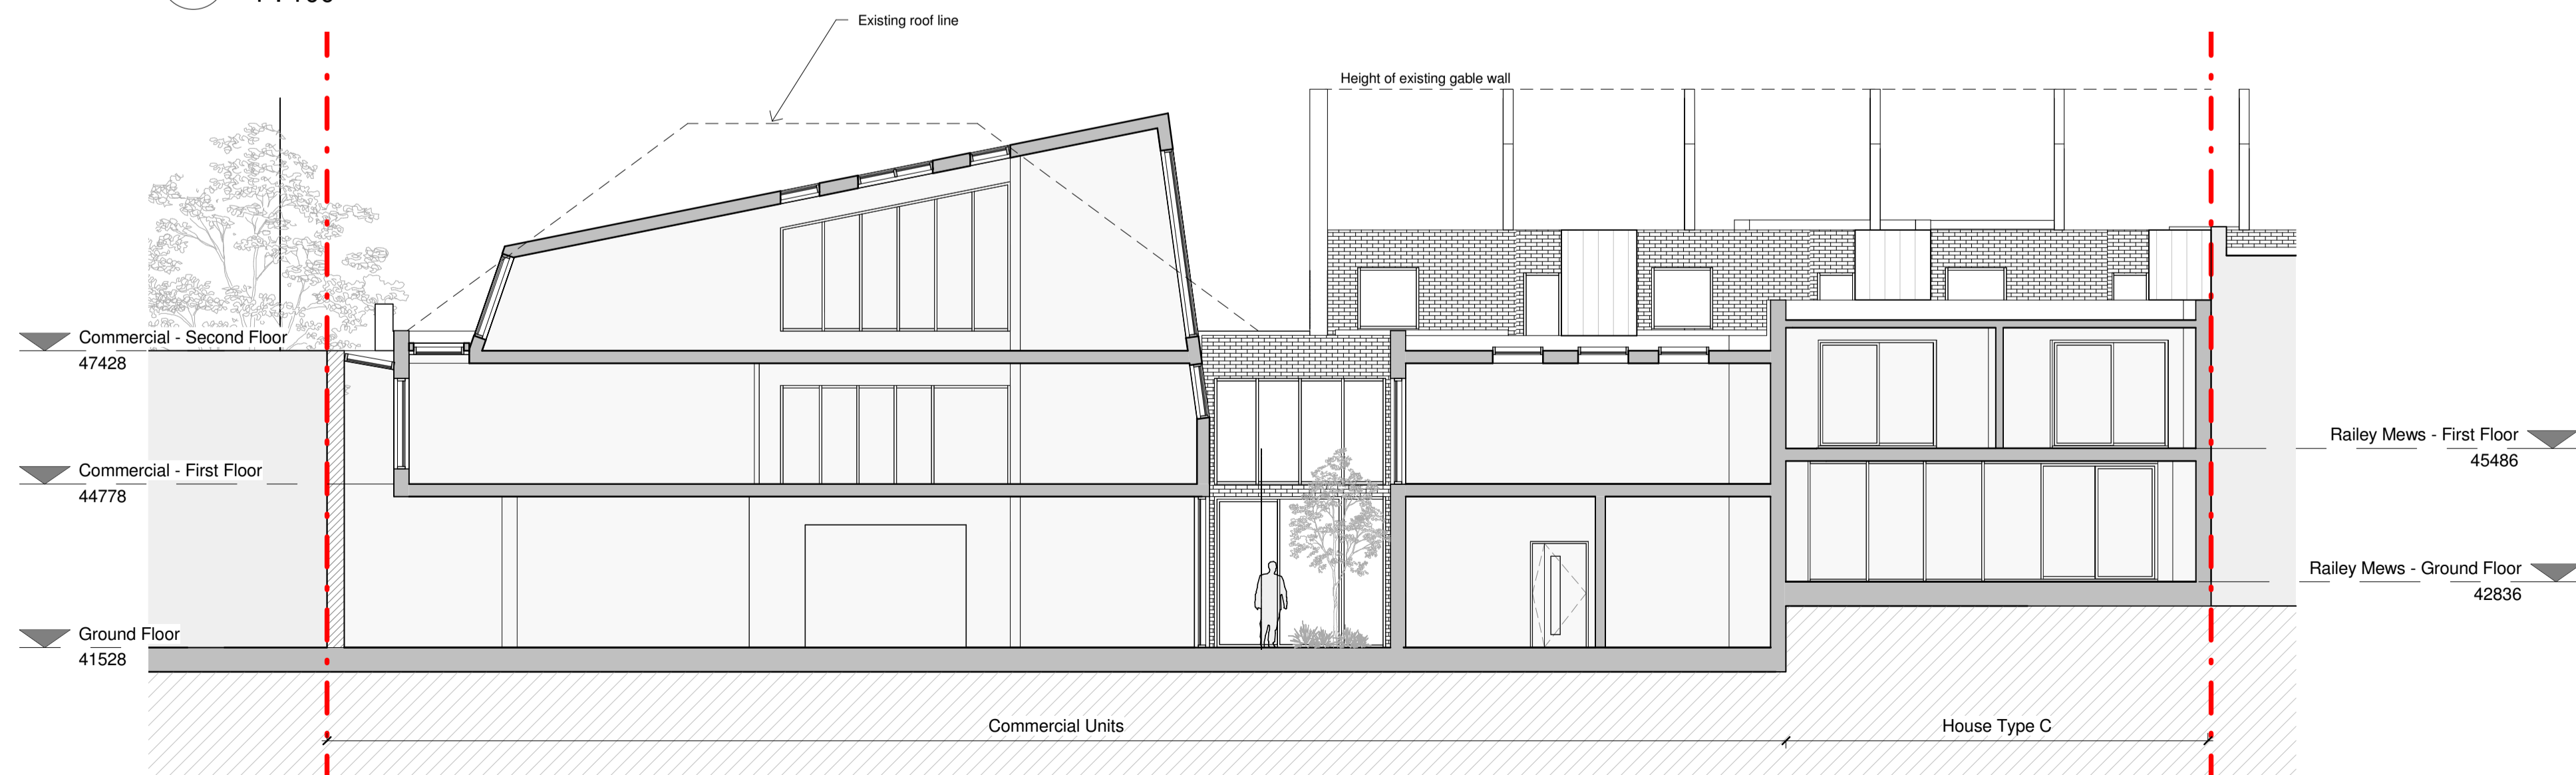 Existing roof line
Height of existing gable wall
Commercial - Second Floor
47428
Railey Mews - First Floor
45486
Commercial - First Floor
44778
Railey Mews - Ground Floor
42836
Ground Floor
41528
Commercial Units
House Type C